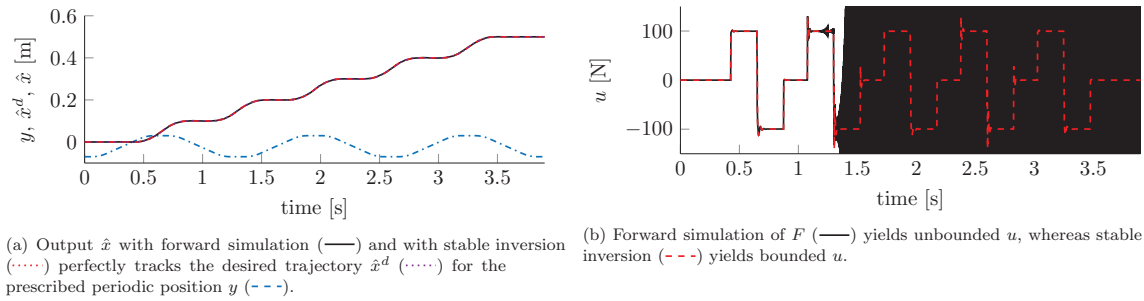 0.6
0.4
0.2
0
y, x̂ᵈ, x̂ [m]
0 0.5 1 1.5 2 2.5 3 3.5
time [s]
(a) Output x̂ with forward simulation (——) and with stable inversion
(······) perfectly tracks the desired trajectory x̂ᵈ (······) for the
prescribed periodic position y (----).
100
0
−100
u [N]
0 0.5 1 1.5 2 2.5 3 3.5
time [s]
(b) Forward simulation of F (——) yields unbounded u, whereas stable
inversion (----) yields bounded u.